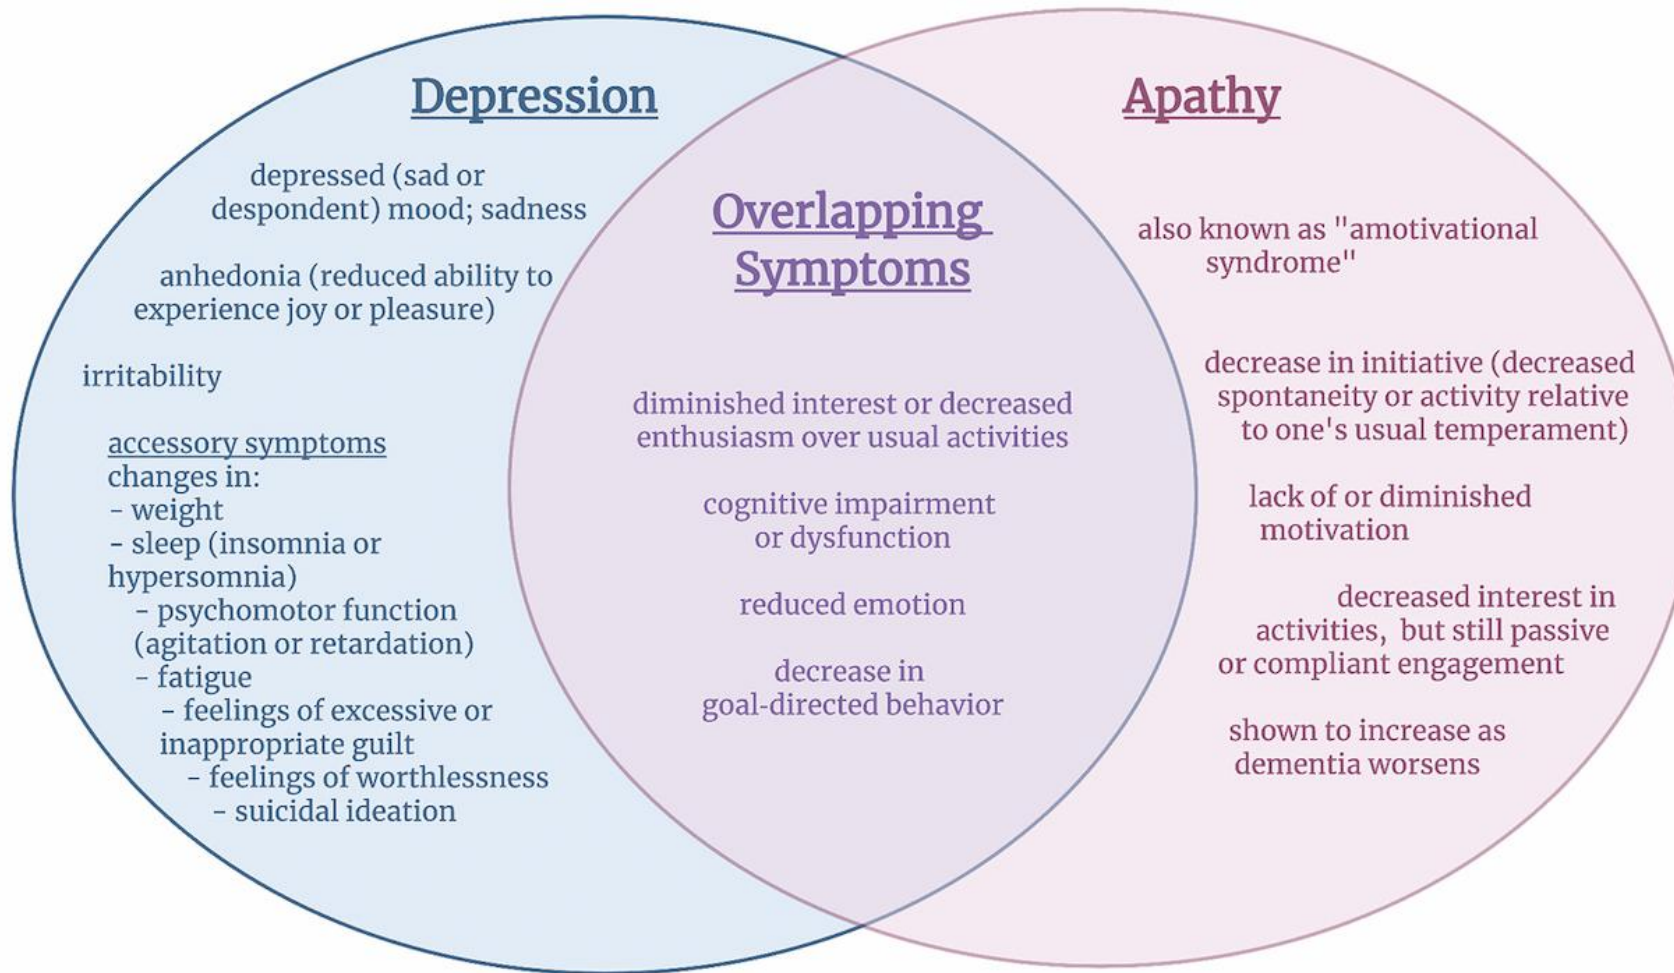 Depression
depressed (sad or
despondent) mood; sadness
anhedonia (reduced ability to
experience joy or pleasure)
irritability
accessory symptoms
changes in:
- weight
- sleep (insomnia or
hypersomnia)
- psychomotor function
(agitation or retardation)
- fatigue
- feelings of excessive or
inappropriate guilt
- feelings of worthlessness
- suicidal ideation
Overlapping
Symptoms
diminished interest or decreased
enthusiasm over usual activities
cognitive impairment
or dysfunction
reduced emotion
decrease in
goal-directed behavior
Apathy
also known as "amotivational
syndrome"
decrease in initiative (decreased
spontaneity or activity relative
to one's usual temperament)
lack of or diminished
motivation
decreased interest in
activities, but still passive
or compliant engagement
shown to increase as
dementia worsens